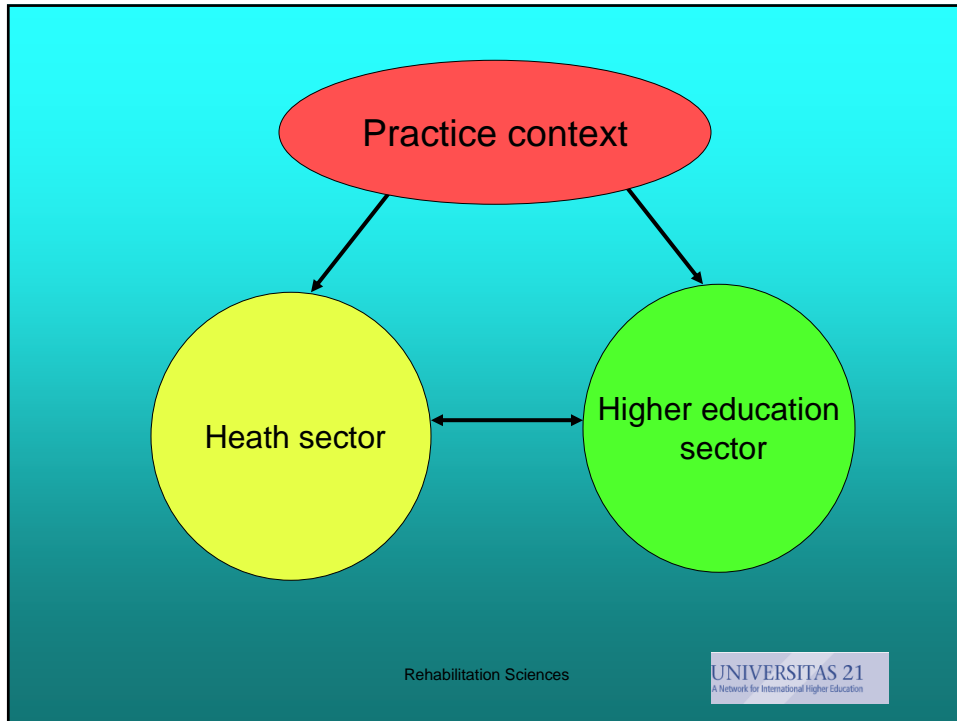 Practice context
Heath sector
Higher education
sector
Rehabilitation Sciences
UNIVERSITAS 21
A Network for International Higher Education